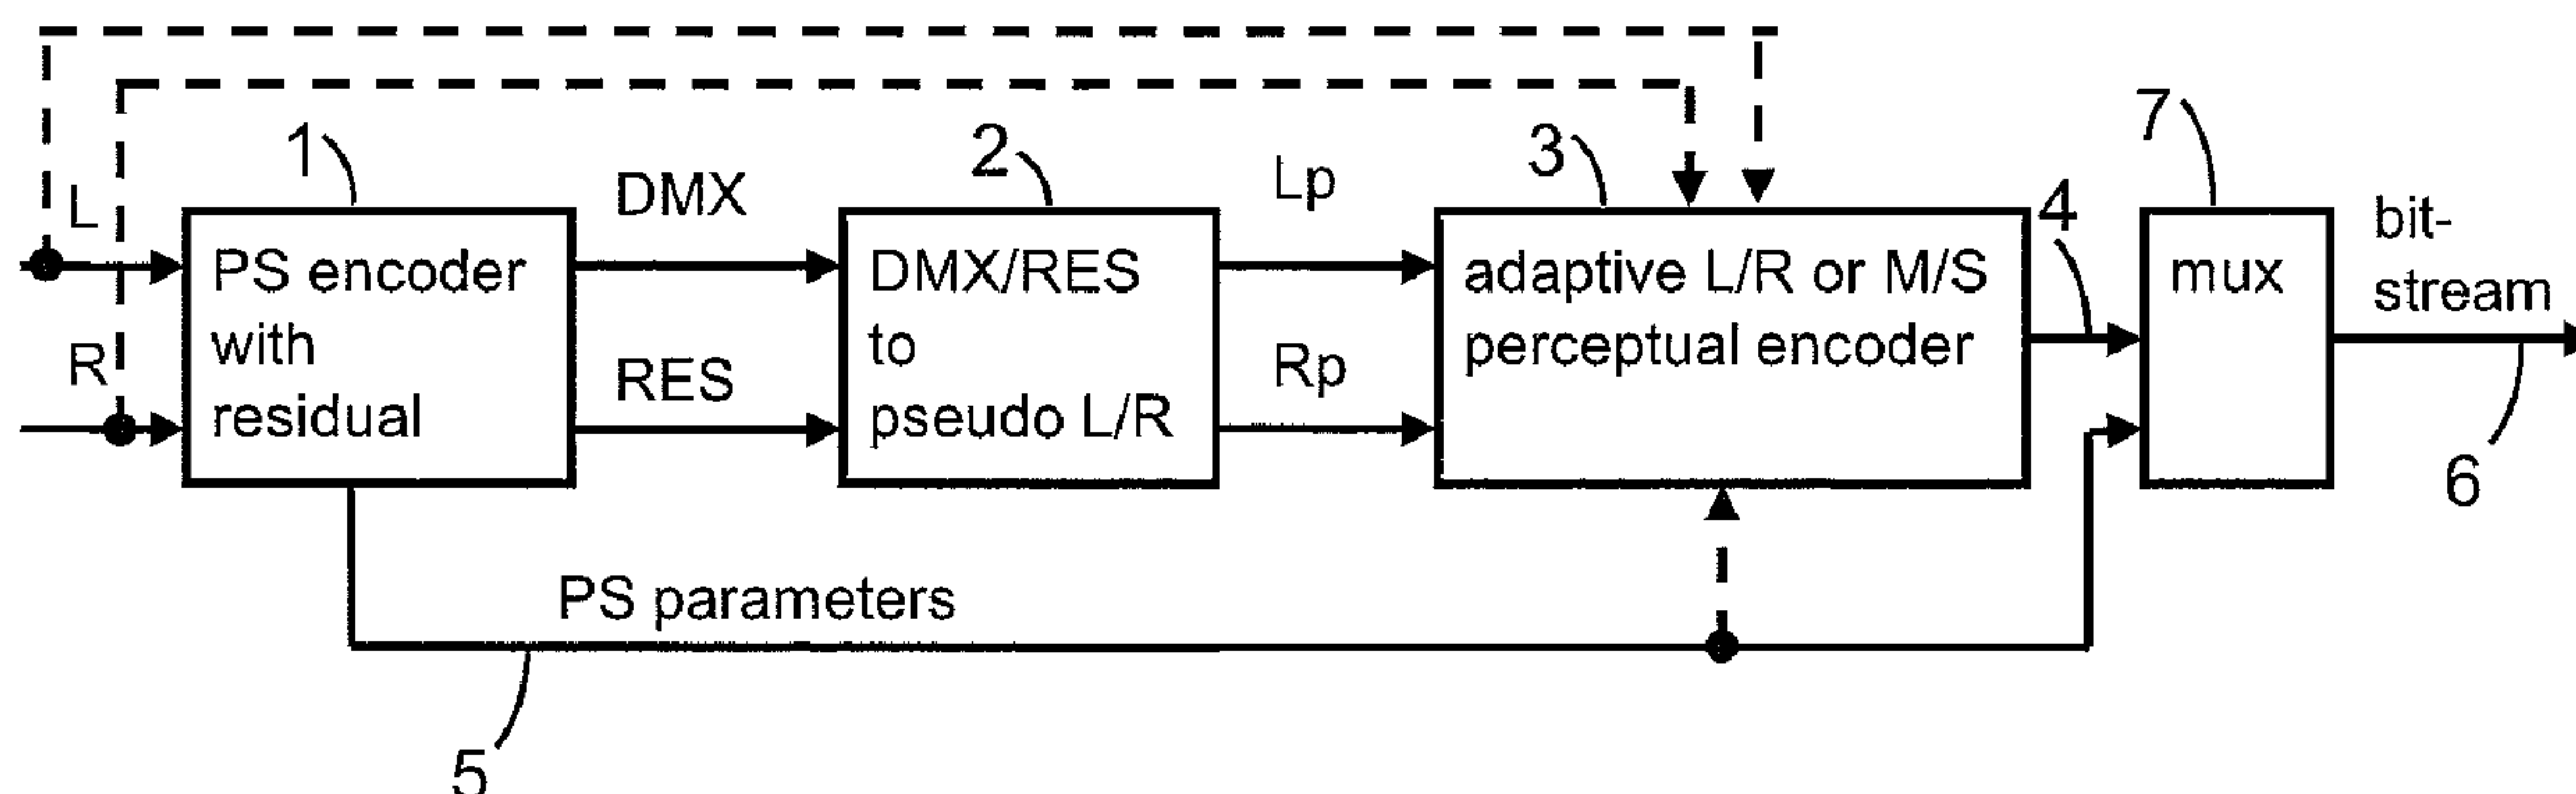 1
2
3
7
4
L
R
PS encoder
with
residual
DMX
RES
DMX/RES
to
pseudo L/R
Lp
Rp
adaptive L/R or M/S
perceptual encoder
mux
bit-
stream
6
PS parameters
5